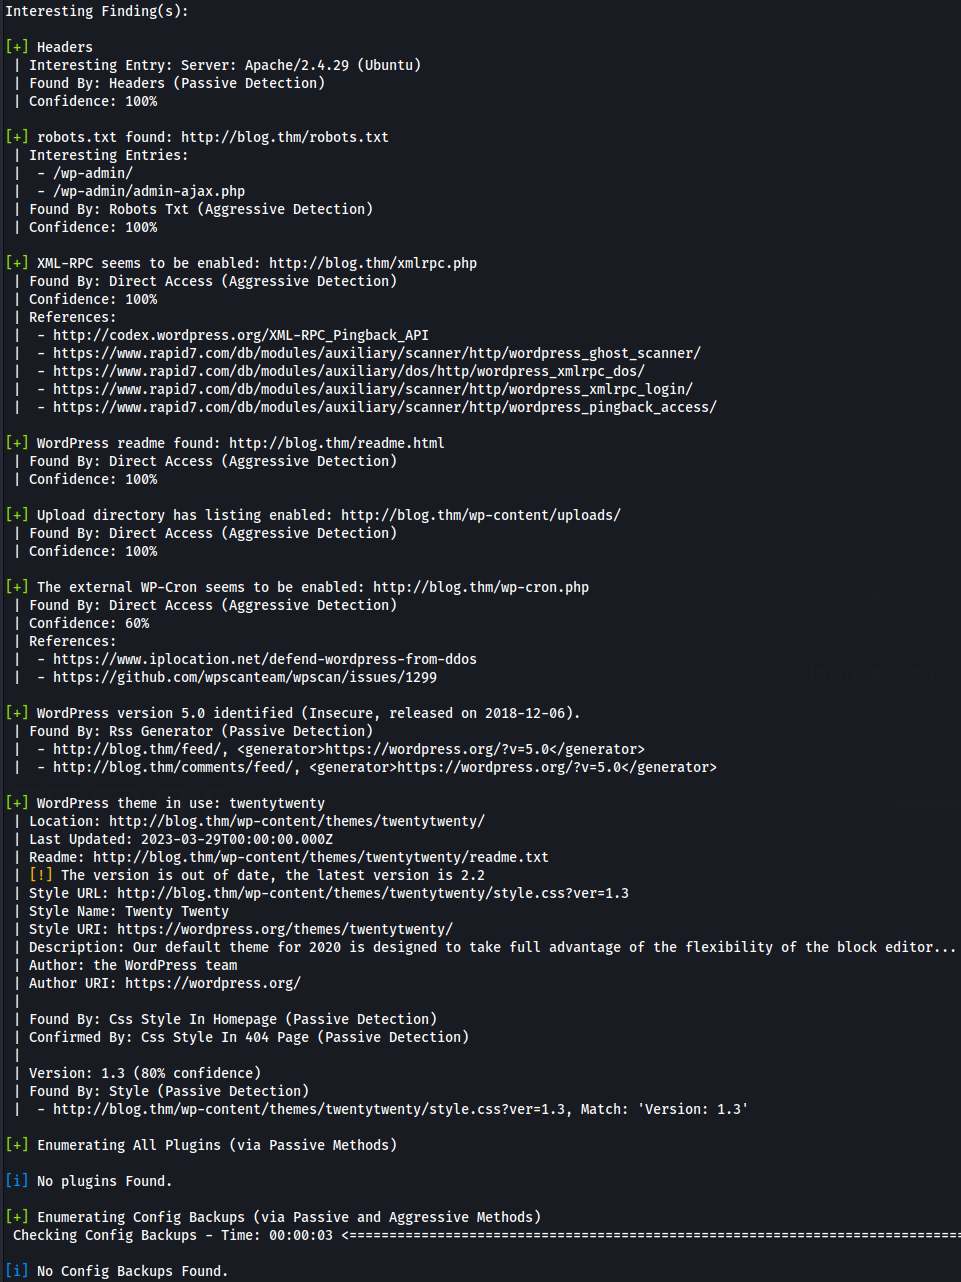 Interesting Finding(s):
[+] Headers
| Interesting Entry: Server: Apache/2.4.29 (Ubuntu)
| Found By: Headers (Passive Detection)
| Confidence: 100%
[+] robots.txt found: http://blog.thm/robots.txt
| Interesting Entries:
|  - /wp-admin/
|  - /wp-admin/admin-ajax.php
| Found By: Robots Txt (Aggressive Detection)
| Confidence: 100%
[+] XML-RPC seems to be enabled: http://blog.thm/xmlrpc.php
| Found By: Direct Access (Aggressive Detection)
| Confidence: 100%
| References:
|  - http://codex.wordpress.org/XML-RPC_Pingback_API
|  - https://www.rapid7.com/db/modules/auxiliary/scanner/http/wordpress_ghost_scanner/
|  - https://www.rapid7.com/db/modules/auxiliary/dos/http/wordpress_xmlrpc_dos/
|  - https://www.rapid7.com/db/modules/auxiliary/scanner/http/wordpress_xmlrpc_login/
|  - https://www.rapid7.com/db/modules/auxiliary/scanner/http/wordpress_pingback_access/
[+] WordPress readme found: http://blog.thm/readme.html
| Found By: Direct Access (Aggressive Detection)
| Confidence: 100%
[+] Upload directory has listing enabled: http://blog.thm/wp-content/uploads/
| Found By: Direct Access (Aggressive Detection)
| Confidence: 100%
[+] The external WP-Cron seems to be enabled: http://blog.thm/wp-cron.php
| Found By: Direct Access (Aggressive Detection)
| Confidence: 60%
| References:
|  - https://www.iplocation.net/defend-wordpress-from-ddos
|  - https://github.com/wpscanteam/wpscan/issues/1299
[+] WordPress version 5.0 identified (Insecure, released on 2018-12-06).
| Found By: Rss Generator (Passive Detection)
|  - http://blog.thm/feed/, <generator>https://wordpress.org/?v=5.0</generator>
|  - http://blog.thm/comments/feed/, <generator>https://wordpress.org/?v=5.0</generator>
[+] WordPress theme in use: twentytwenty
| Location: http://blog.thm/wp-content/themes/twentytwenty/
| Last Updated: 2023-03-29T00:00:00.000Z
| Readme: http://blog.thm/wp-content/themes/twentytwenty/readme.txt
| [!] The version is out of date, the latest version is 2.2
| Style URL: http://blog.thm/wp-content/themes/twentytwenty/style.css?ver=1.3
| Style Name: Twenty Twenty
| Style URI: https://wordpress.org/themes/twentytwenty/
| Description: Our default theme for 2020 is designed to take full advantage of the flexibility of the block editor...
| Author: the WordPress team
| Author URI: https://wordpress.org/
|
| Found By: Css Style In Homepage (Passive Detection)
| Confirmed By: Css Style In 404 Page (Passive Detection)
|
| Version: 1.3 (80% confidence)
| Found By: Style (Passive Detection)
|  - http://blog.thm/wp-content/themes/twentytwenty/style.css?ver=1.3, Match: 'Version: 1.3'
[+] Enumerating All Plugins (via Passive Methods)
[i] No plugins Found.
[+] Enumerating Config Backups (via Passive and Aggressive Methods)
Checking Config Backups - Time: 00:00:03 <=============================================================================
[i] No Config Backups Found.